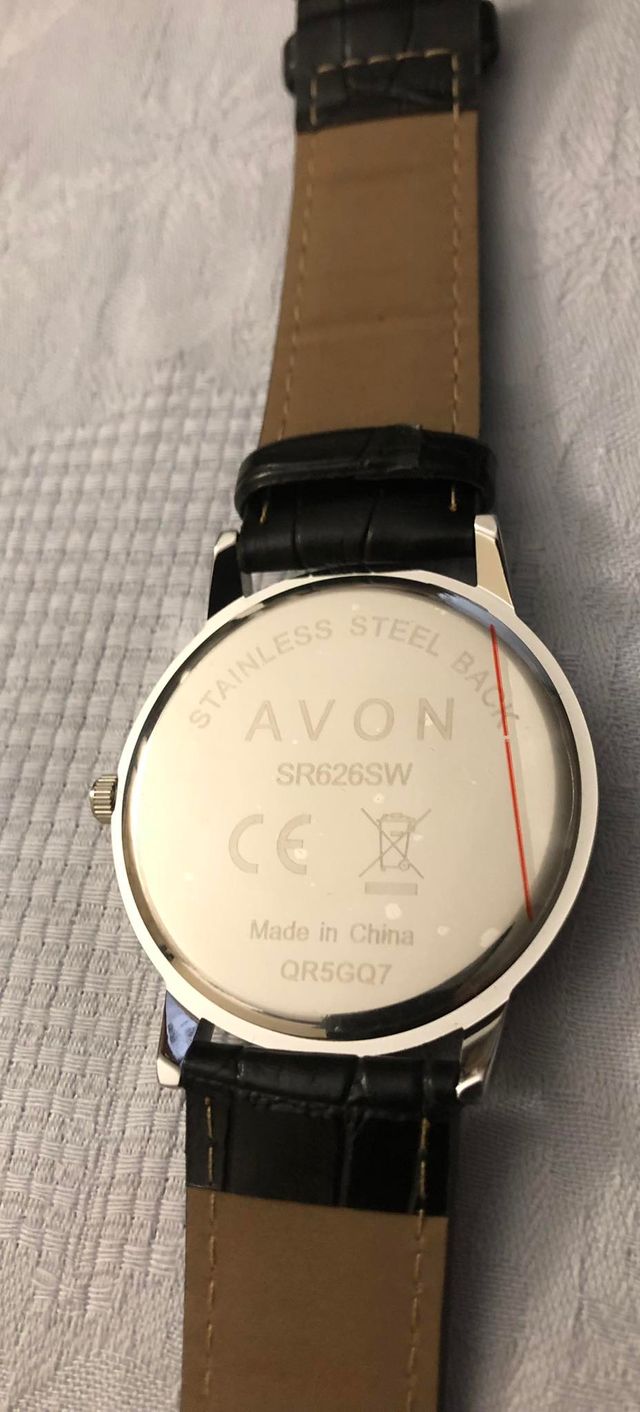 STAINLESS STEEL BACK
AVON
SR626SW
CE
Made in China
QR5GQ7